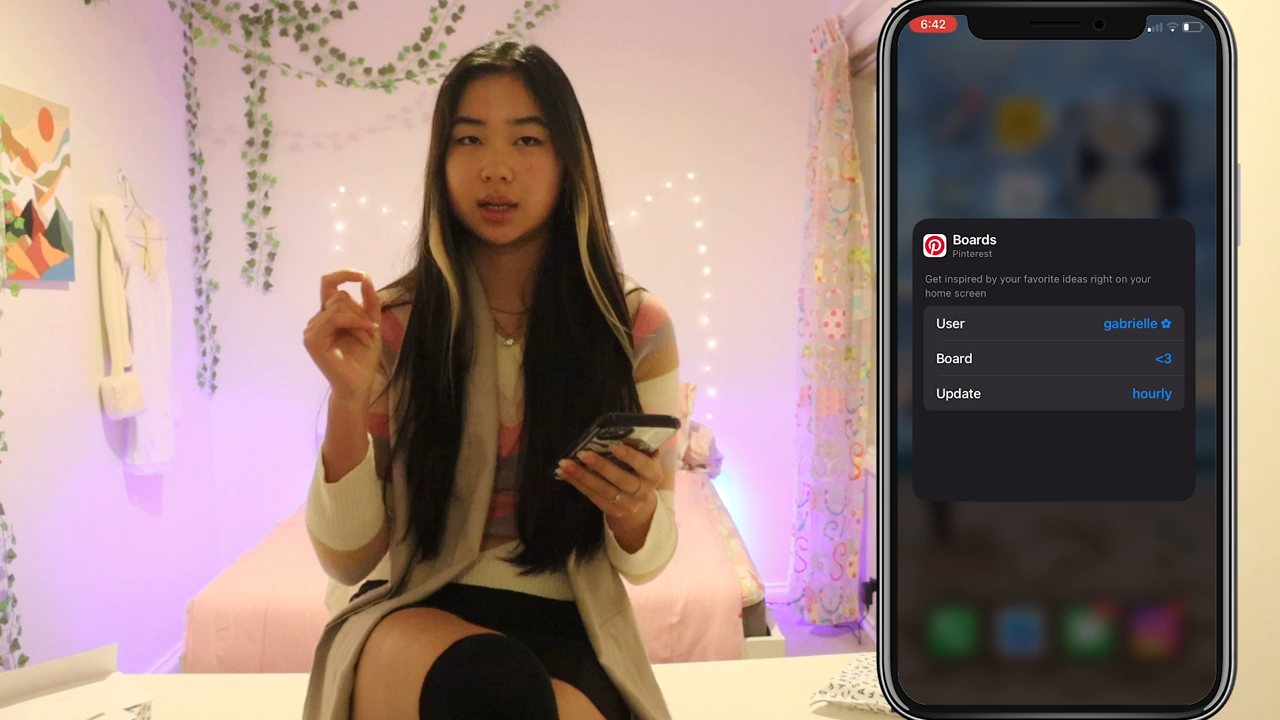 6:42
Boards
Pinterest
Get inspired by your favorite ideas right on your
home screen
User gabrielle ✿
Board <3
Update hourly